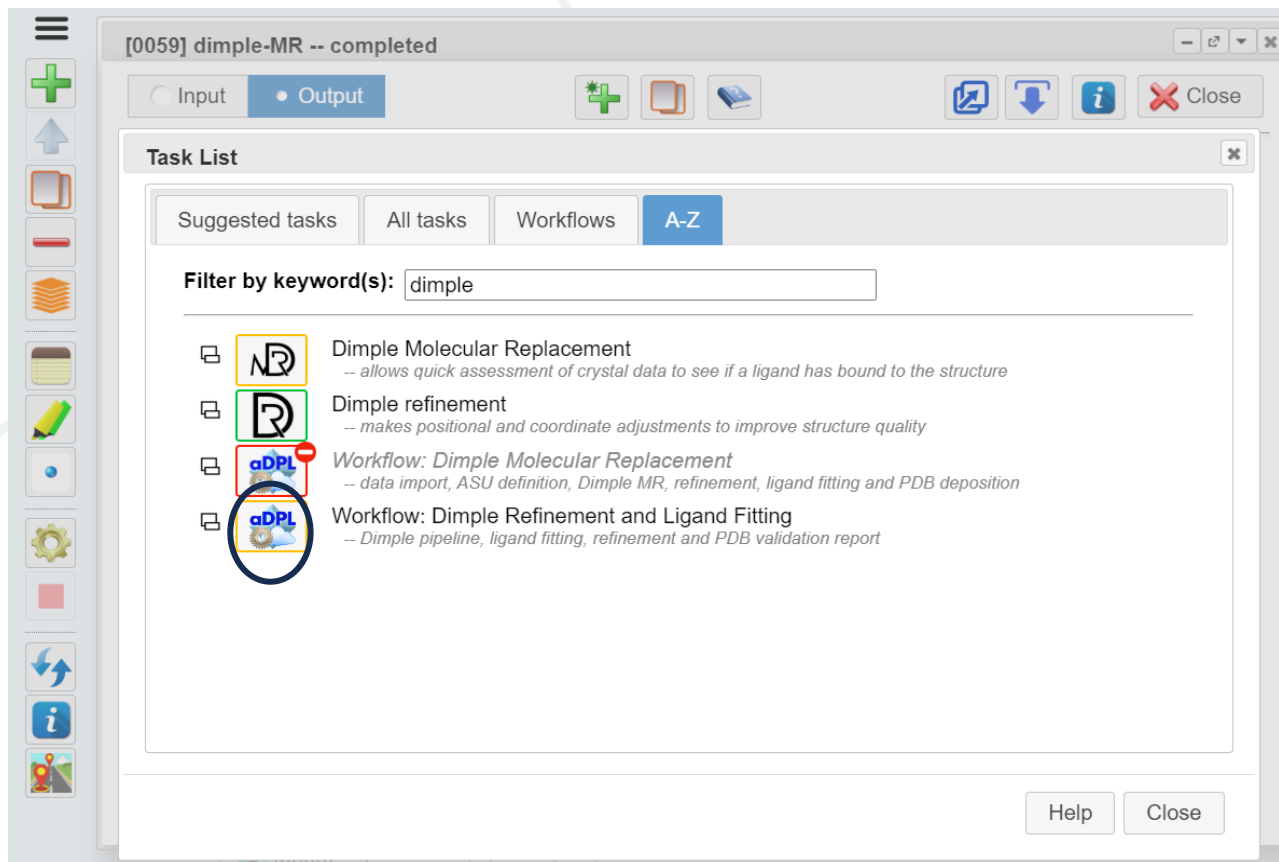 [0059] dimple-MR -- completed
Input
Output
Close
Task List
Suggested tasks
All tasks
Workflows
A-Z
Filter by keyword(s):
dimple
Dimple Molecular Replacement
-- allows quick assessment of crystal data to see if a ligand has bound to the structure
Dimple refinement
-- makes positional and coordinate adjustments to improve structure quality
aDPL
Workflow: Dimple Molecular Replacement
-- data import, ASU definition, Dimple MR, refinement, ligand fitting and PDB deposition
aDPL
Workflow: Dimple Refinement and Ligand Fitting
-- Dimple pipeline, ligand fitting, refinement and PDB validation report
Help
Close